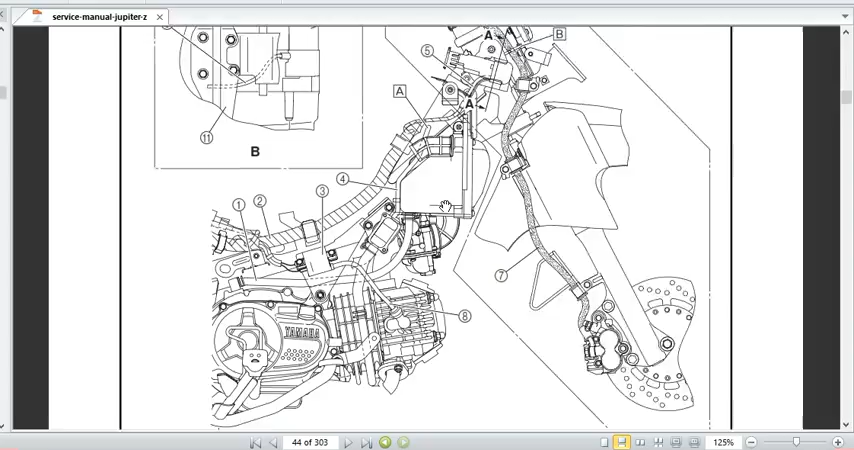 service-manual-jupiter-z
A
B
5
A
A
11
B
4
3
2
1
7
8
YAMAHA
44 of 303
125%